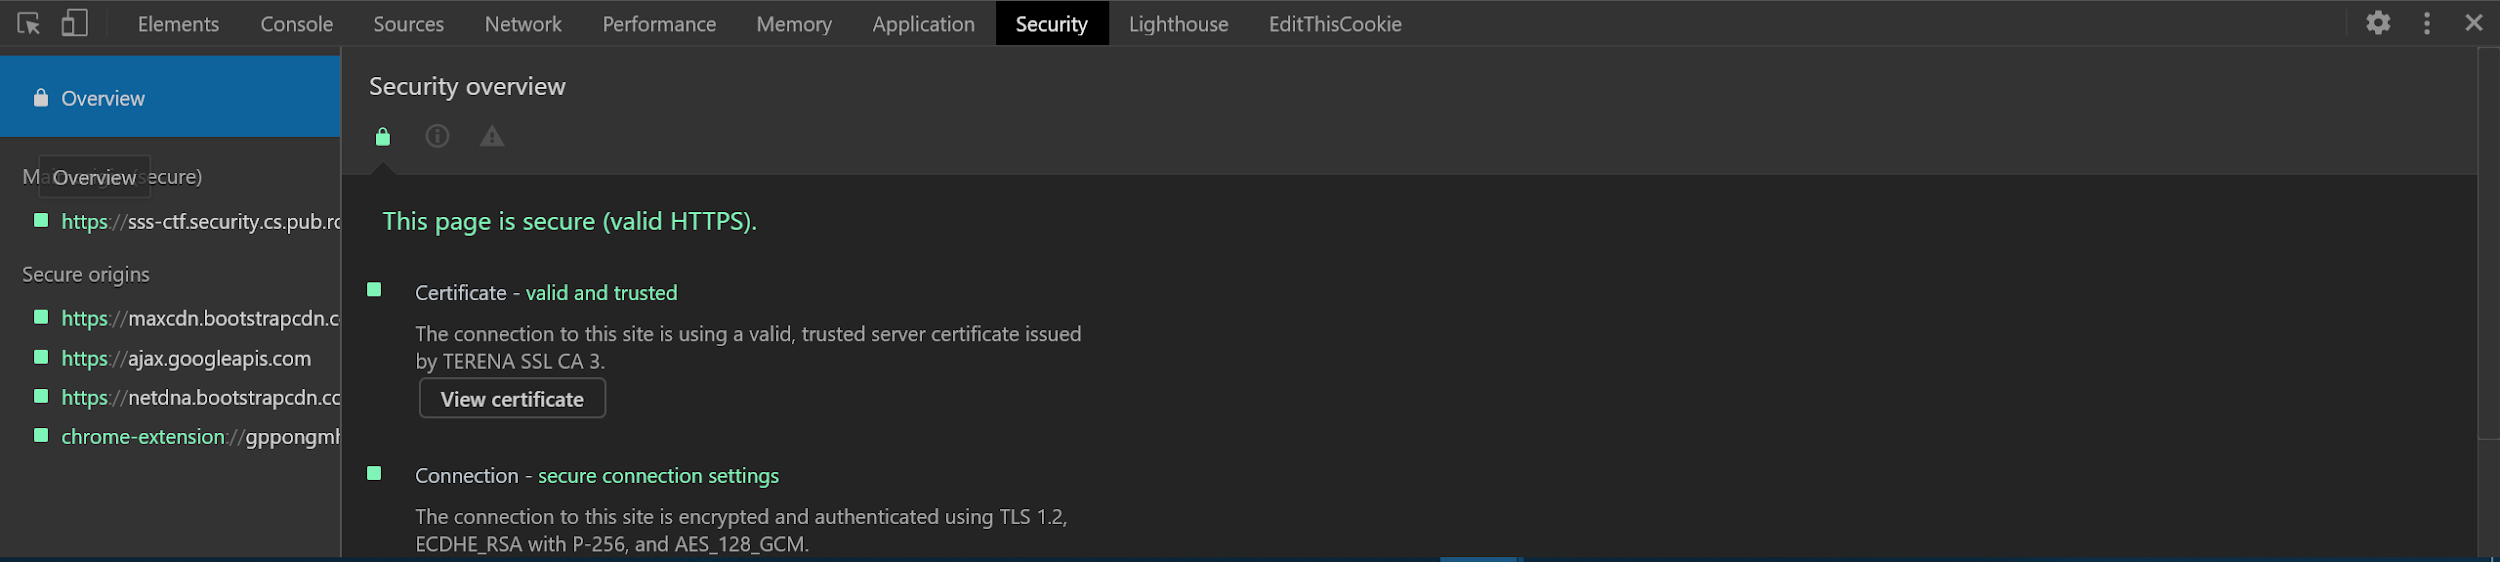 Elements Console Sources Network Performance Memory Application Security Lighthouse EditThisCookie
Overview
Overview ecure)
https://sss-ctf.security.cs.pub.rc
Secure origins
https://maxcdn.bootstrapcdn.c
https://ajax.googleapis.com
https://netdna.bootstrapcdn.cc
chrome-extension://gppongmh
Security overview
This page is secure (valid HTTPS).
Certificate - valid and trusted
The connection to this site is using a valid, trusted server certificate issued
by TERENA SSL CA 3.
View certificate
Connection - secure connection settings
The connection to this site is encrypted and authenticated using TLS 1.2,
ECDHE_RSA with P-256, and AES_128_GCM.